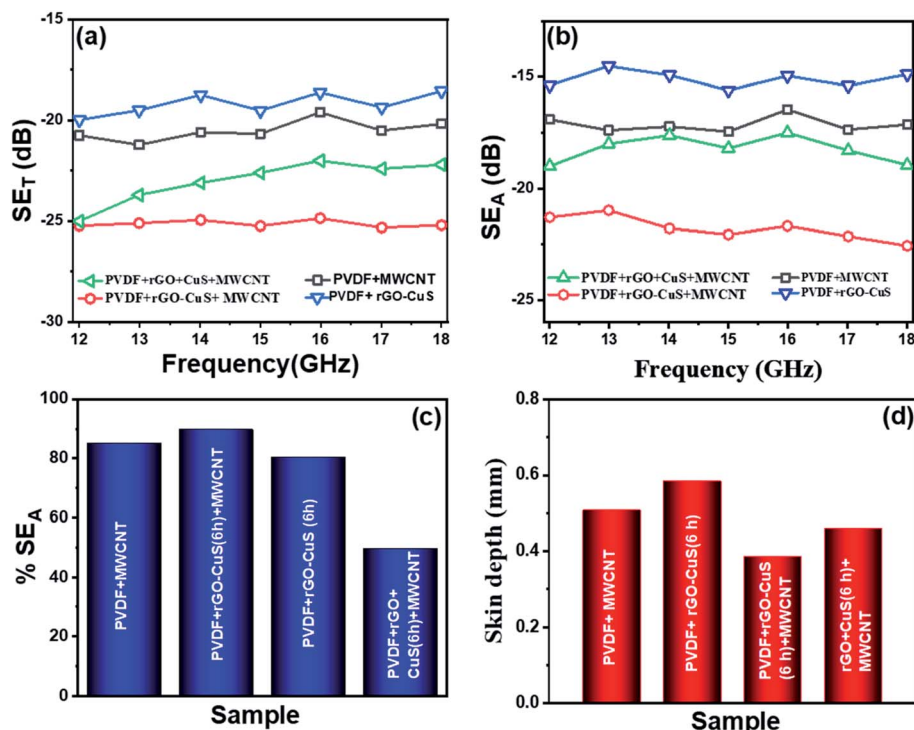 (a)
-15
-20
-25
-30
SE_T (dB)
PVDF+rGO+CuS+MWCNT
PVDF+rGO-CuS+ MWCNT
PVDF+MWCNT
PVDF+ rGO-CuS
12 13 14 15 16 17 18
Frequency(GHz)
(b)
-15
-20
-25
SE_A (dB)
PVDF+rGO+CuS+MWCNT
PVDF+rGO-CuS+MWCNT
PVDF+MWCNT
PVDF+rGO-CuS
12 13 14 15 16 17 18
Frequency (GHz)
(c)
100
80
60
40
20
0
% SE_A
PVDF+MWCNT
PVDF+rGO-CuS(6h)+MWCNT
PVDF+rGO-CuS (6h)
PVDF+rGO+
CuS(6h)+MWCNT
Sample
(d)
0.8
0.6
0.4
0.2
0.0
Skin depth (mm)
PVDF+ MWCNT
PVDF+ rGO-CuS(6 h)
PVDF+rGO-CuS
(6 h)+MWCNT
rGO+CuS(6 h)+
MWCNT
Sample